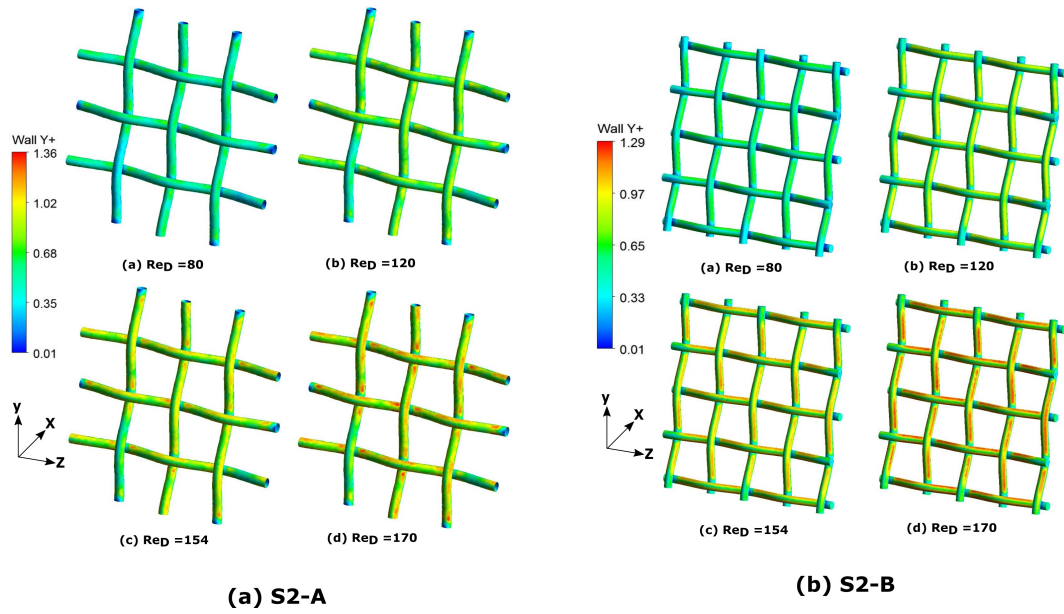 Wall Y+
1.36
1.02
0.68
0.35
0.01
y
X
Z
(a) ReD =80
(b) ReD =120
(c) ReD =154
(d) ReD =170
(a) S2-A
Wall Y+
1.29
0.97
0.65
0.33
0.01
y
X
Z
(a) ReD =80
(b) ReD =120
(c) ReD =154
(d) ReD =170
(b) S2-B